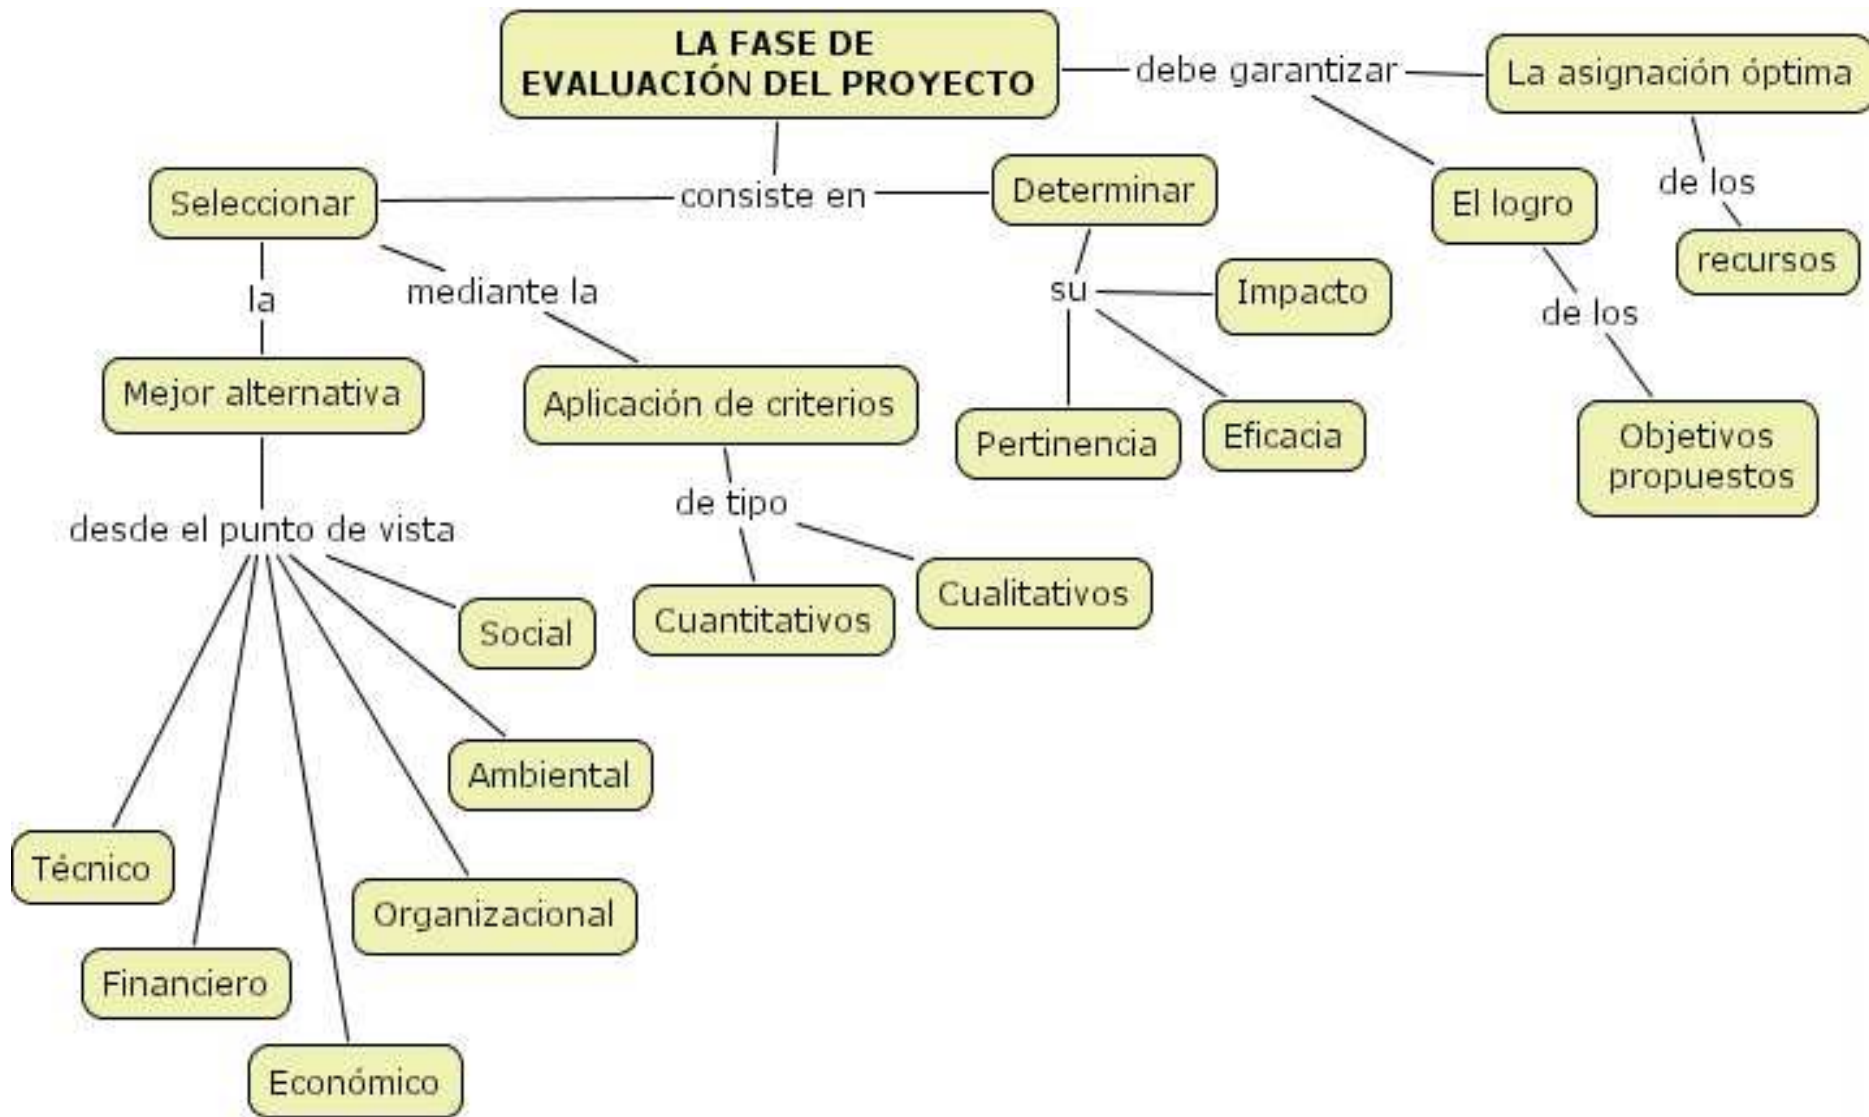 LA FASE DE
EVALUACIÓN DEL PROYECTO
debe garantizar
La asignación óptima
de los
recursos
El logro
de los
Objetivos
propuestos
consiste en
Seleccionar
la
Mejor alternativa
desde el punto de vista
Técnico
Financiero
Económico
Organizacional
Ambiental
Social
mediante la
Aplicación de criterios
de tipo
Cuantitativos
Cualitativos
Determinar
su
Impacto
Pertinencia
Eficacia